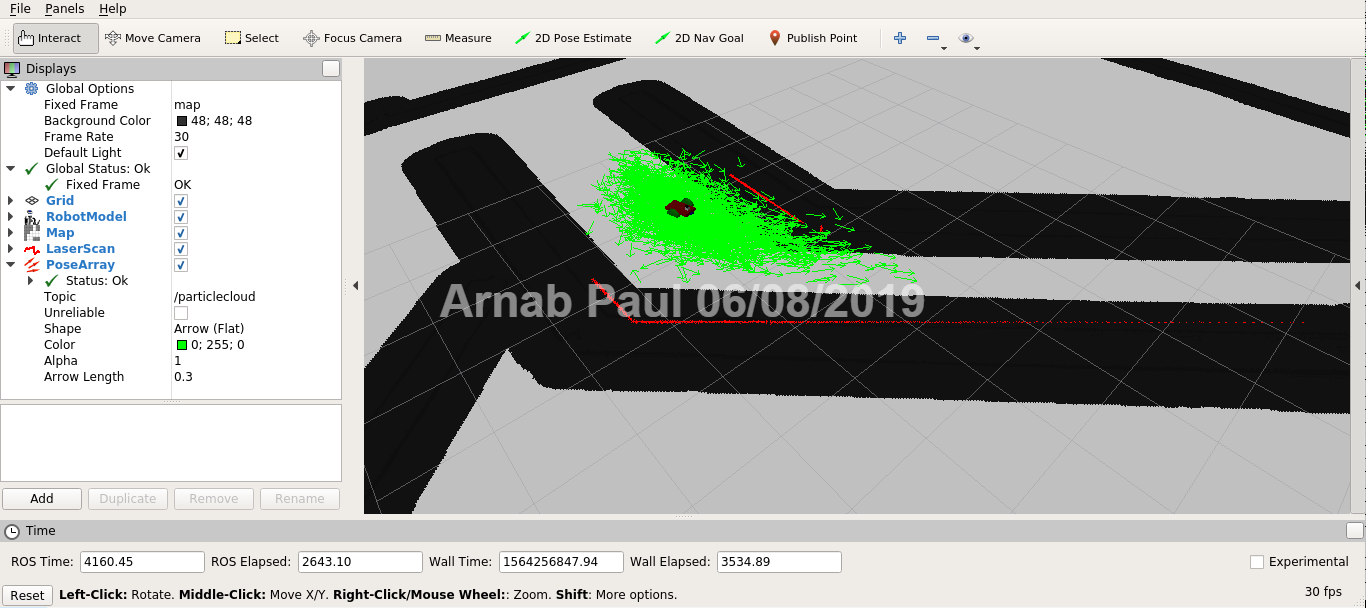 File Panels Help
Interact Move Camera Select Focus Camera Measure 2D Pose Estimate 2D Nav Goal Publish Point
Displays
Global Options
Fixed Frame map
Background Color 48; 48; 48
Frame Rate 30
Default Light
Global Status: Ok
Fixed Frame OK
Grid
RobotModel
Map
LaserScan
PoseArray
Status: Ok
Topic /particlecloud
Unreliable
Shape Arrow (Flat)
Color 0; 255; 0
Alpha 1
Arrow Length 0.3
Add Duplicate Remove Rename
Arnab Paul 06/08/2019
Time
ROS Time: 4160.45 ROS Elapsed: 2643.10 Wall Time: 1564256847.94 Wall Elapsed: 3534.89 Experimental
Reset Left-Click: Rotate. Middle-Click: Move X/Y. Right-Click/Mouse Wheel:: Zoom. Shift: More options. 30 fps